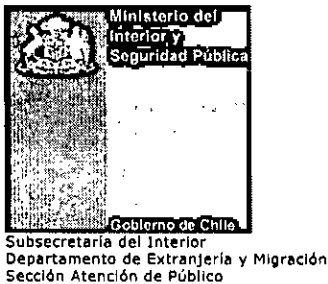 Ministerio del
Interior y
Seguridad Pública
Gobierno de Chile
Subsecretaría del Interior
Departamento de Extranjería y Migración
Sección Atención de Público